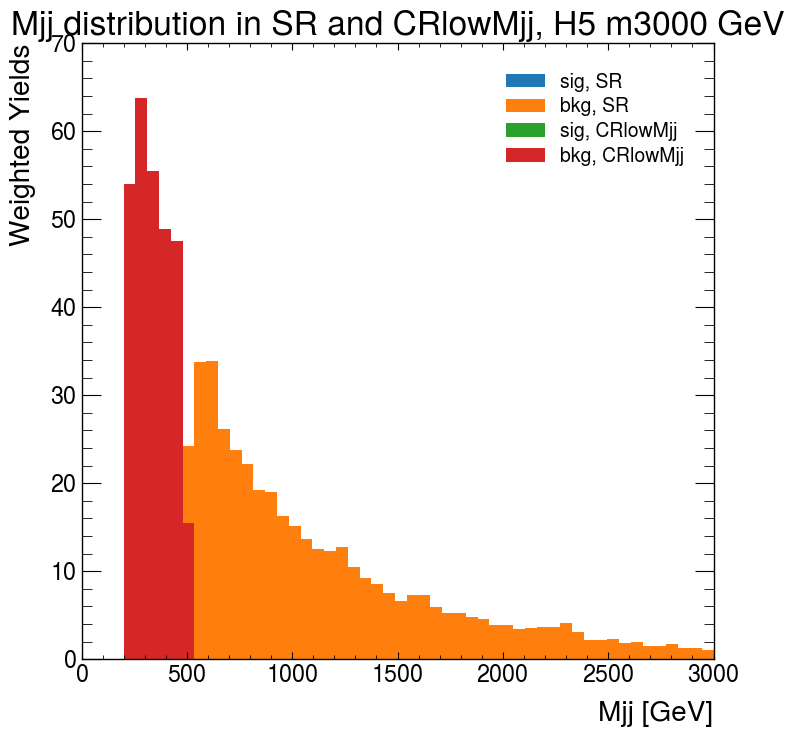 Mjj distribution in SR and CRlowMjj, H5 m3000 GeV
Weighted Yields
70
60
50
40
30
20
10
0
sig, SR
bkg, SR
sig, CRlowMjj
bkg, CRlowMjj
0 500 1000 1500 2000 2500 3000
Mjj [GeV]